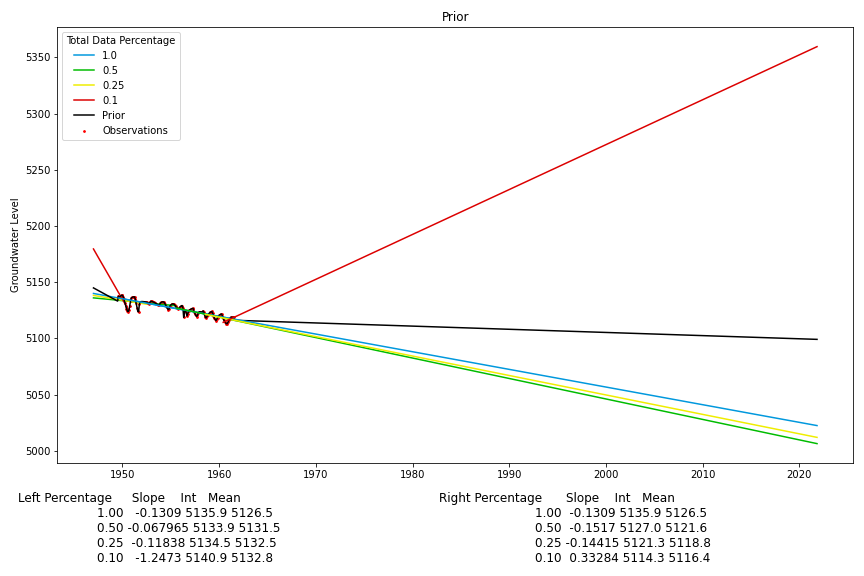 Prior
Total Data Percentage
1.0
0.5
0.25
0.1
Prior
Observations
Groundwater Level
5350
5300
5250
5200
5150
5100
5050
5000
1950 1960 1970 1980 1990 2000 2010 2020
Left Percentage Slope Int Mean
1.00 -0.1309 5135.9 5126.5
0.50 -0.067965 5133.9 5131.5
0.25 -0.11838 5134.5 5132.5
0.10 -1.2473 5140.9 5132.8
Right Percentage Slope Int Mean
1.00 -0.1309 5135.9 5126.5
0.50 -0.1517 5127.0 5121.6
0.25 -0.14415 5121.3 5118.8
0.10 0.33284 5114.3 5116.4